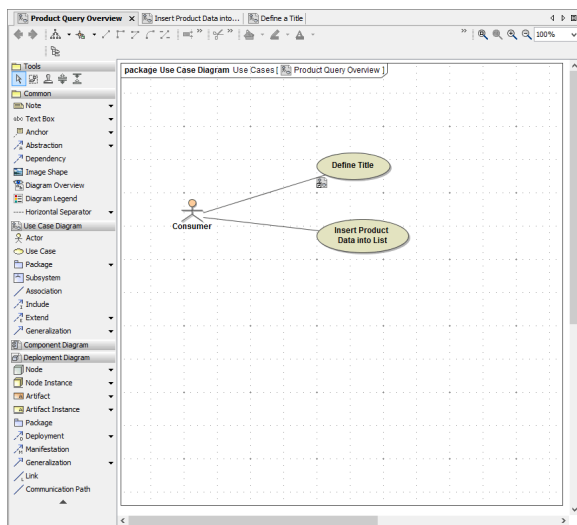 Product Query Overview
Insert Product Data into...
Define a Title
100%
Tools
Common
Note
Text Box
Anchor
Abstraction
Dependency
Image Shape
Diagram Overview
Diagram Legend
Horizontal Separator
Use Case Diagram
Actor
Use Case
Package
Subsystem
Association
Include
Extend
Generalization
Component Diagram
Deployment Diagram
Node
Node Instance
Artifact
Artifact Instance
Package
Deployment
Manifestation
Generalization
Link
Communication Path
package Use Case Diagram Use Cases [ Product Query Overview ]
Define Title
Consumer
Insert Product
Data into List